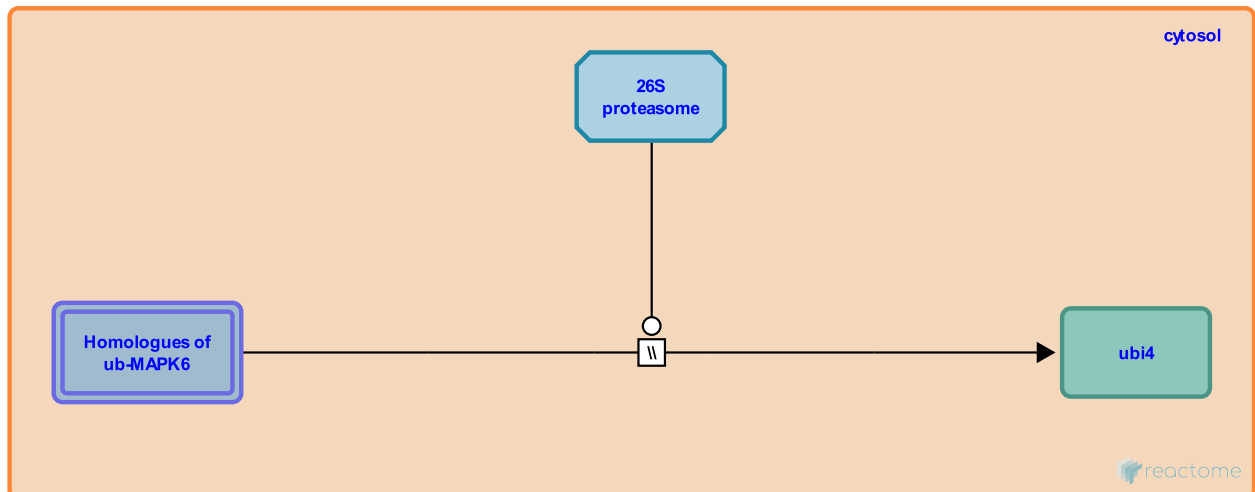 cytosol
26S
proteasome
Homologues of
ub-MAPK6
\\
ubi4
reactome